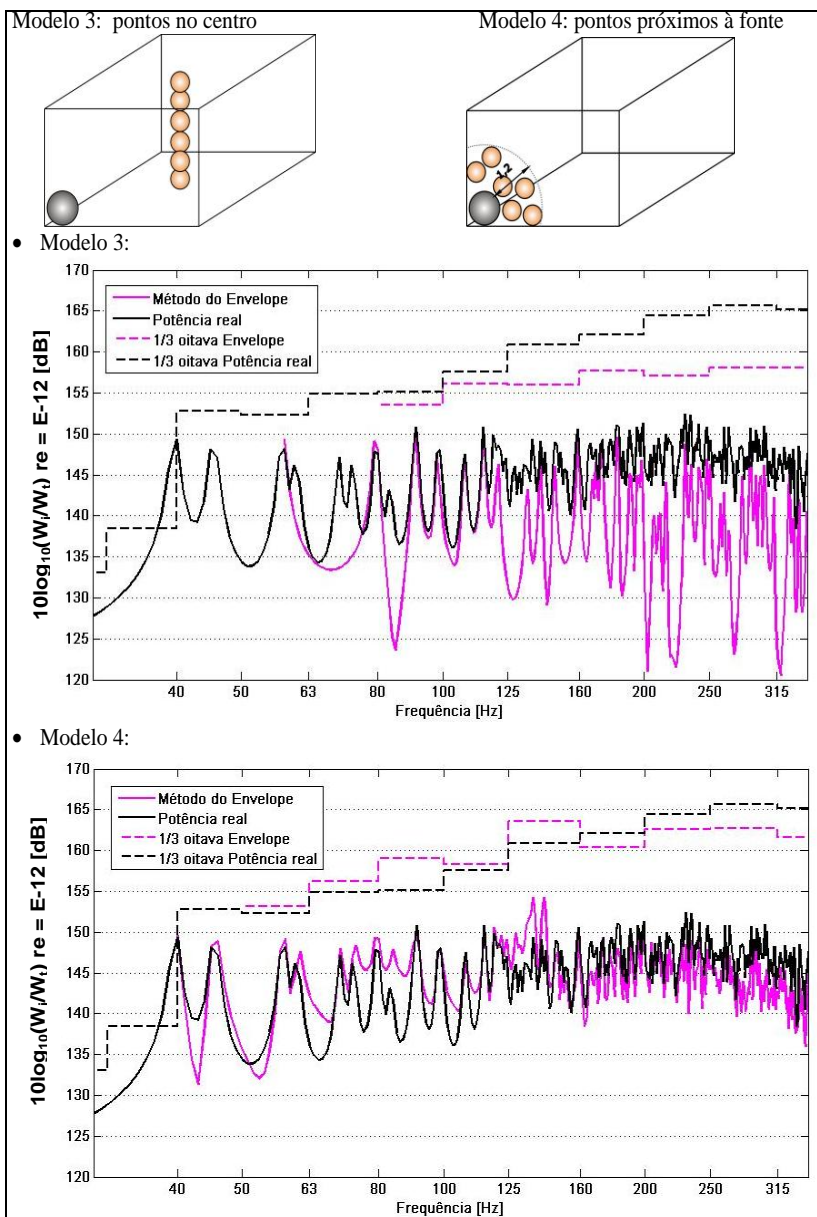 Modelo 3:  pontos no centro
Modelo 4: pontos próximos à fonte
1,2
• Modelo 3:
170
165
160
155
150
145
140
135
130
125
120
10log₁₀(Wᵢ/Wₜ) re = E-12 [dB]
Método do Envelope
Potência real
1/3 oitava Envelope
1/3 oitava Potência real
40 50 63 80 100 125 160 200 250 315
Frequência [Hz]
• Modelo 4:
170
165
160
155
150
145
140
135
130
125
120
10log₁₀(Wᵢ/Wₜ) re = E-12 [dB]
Método do Envelope
Potência real
1/3 oitava Envelope
1/3 oitava Potência real
40 50 63 80 100 125 160 200 250 315
Frequência [Hz]